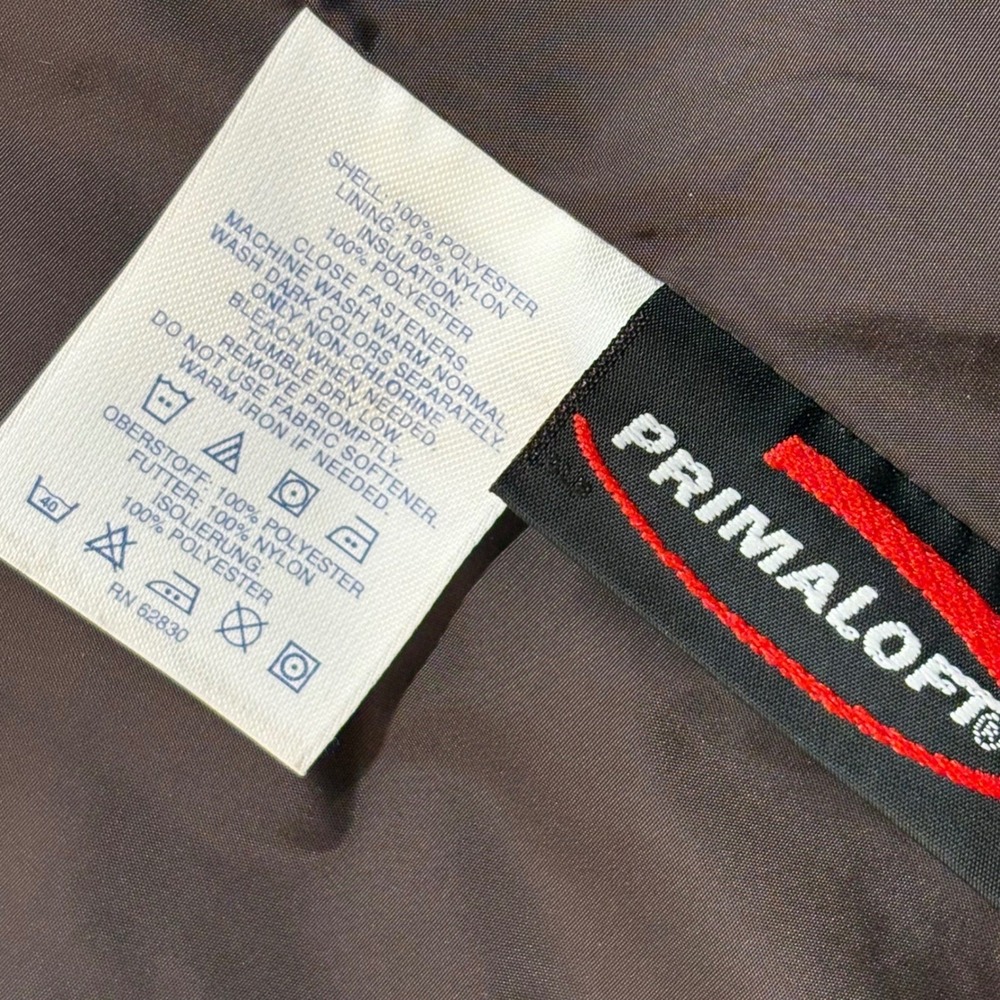 SHELL: 100% POLYESTER
LINING: 100% NYLON
INSULATION:
100% POLYESTER
CLOSE FASTENERS.
MACHINE WASH WARM NORMAL
WASH DARK COLORS SEPARATELY.
ONLY NON-CHLORINE
BLEACH WHEN NEEDED
TUMBLE DRY LOW.
REMOVE PROMPTLY.
DO NOT USE FABRIC SOFTENER.
WARM IRON IF NEEDED.
OBERSTOFF: 100% POLYESTER
FUTTER: 100% NYLON
ISOLIERUNG.
100% POLYESTER
40
RN 62830
PRIMALOFT®